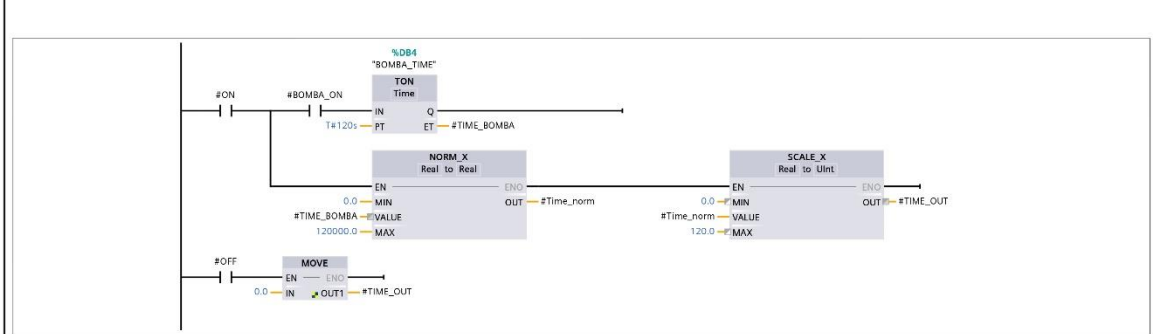 %DB4
"BOMBA_TIME"
TON
Time
#ON
#BOMBA_ON
IN
Q
T#120s
PT
ET
#TIME_BOMBA
NORM_X
Real to Real
EN
ENO
0.0
MIN
OUT
#Time_norm
#TIME_BOMBA
VALUE
120000.0
MAX
SCALE_X
Real to UInt
EN
ENO
0.0
MIN
OUT
#TIME_OUT
#Time_norm
VALUE
120.0
MAX
#OFF
MOVE
EN
ENO
0.0
IN
OUT1
#TIME_OUT